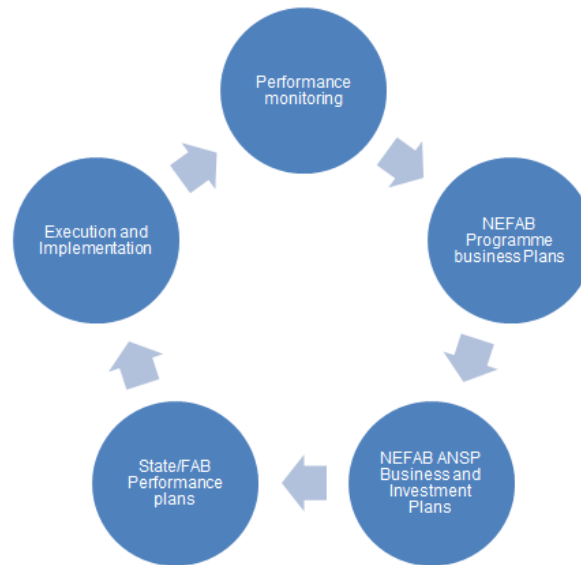 Performance
monitoring
NEFAB
Programme
business Plans
NEFAB ANSP
Business and
Investment
Plans
State/FAB
Performance
plans
Execution and
Implementation